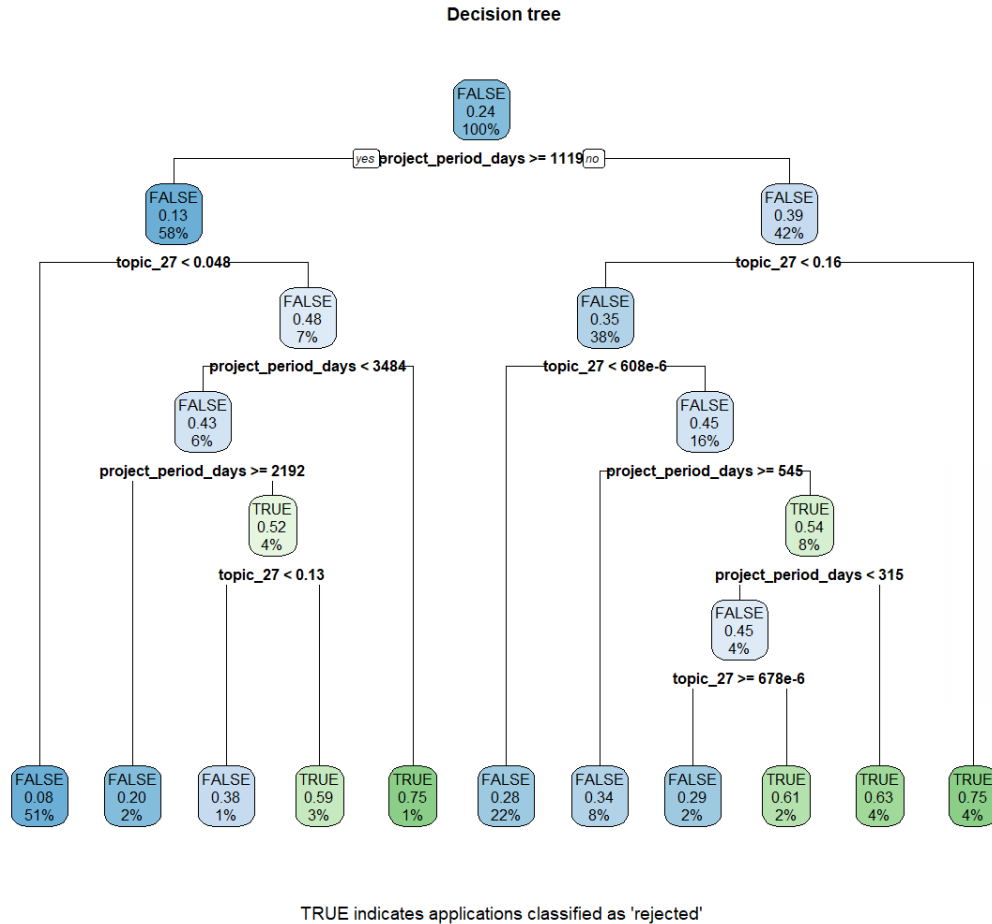 Decision tree
FALSE
0.24
100%
yes project_period_days >= 1119 no
FALSE
0.13
58%
FALSE
0.39
42%
topic_27 < 0.048
topic_27 < 0.16
FALSE
0.48
7%
FALSE
0.35
38%
project_period_days < 3484
topic_27 < 608e-6
FALSE
0.43
6%
FALSE
0.45
16%
project_period_days >= 2192
project_period_days >= 545
TRUE
0.52
4%
TRUE
0.54
8%
topic_27 < 0.13
project_period_days < 315
FALSE
0.45
4%
topic_27 >= 678e-6
FALSE
0.08
51%
FALSE
0.20
2%
FALSE
0.38
1%
TRUE
0.59
3%
TRUE
0.75
1%
FALSE
0.28
22%
FALSE
0.34
8%
FALSE
0.29
2%
TRUE
0.61
2%
TRUE
0.63
4%
TRUE
0.75
4%
TRUE indicates applications classified as 'rejected'